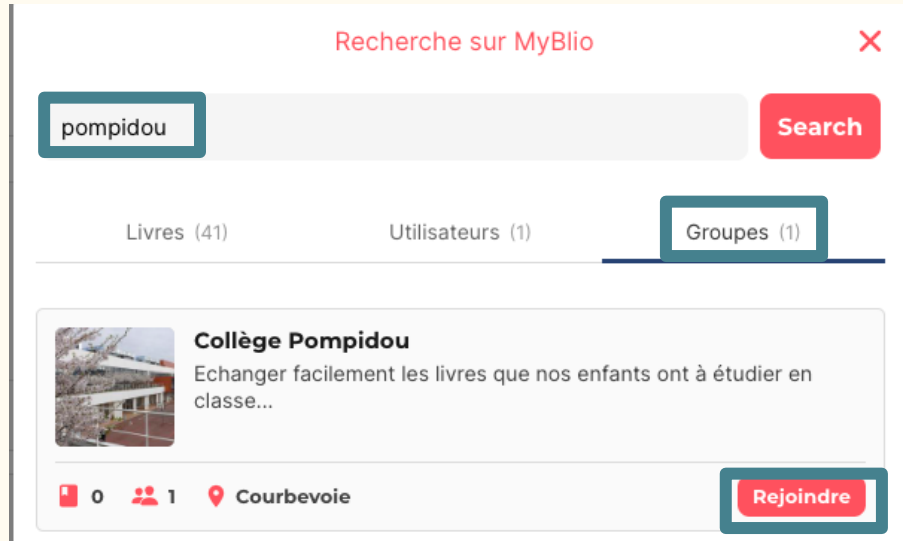 Recherche sur MyBlio
pompidou
Search
Livres (41)
Utilisateurs (1)
Groupes (1)
Collège Pompidou
Echanger facilement les livres que nos enfants ont à étudier en
classe...
0
1
Courbevoie
Rejoindre